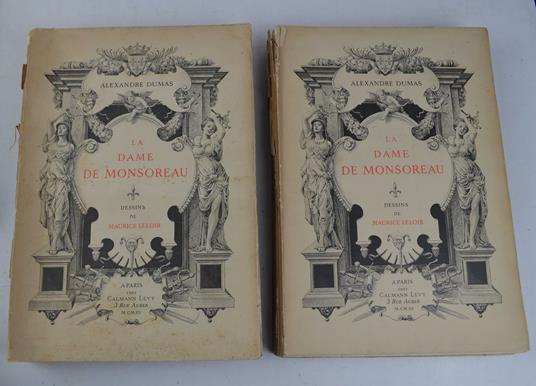 ALEXANDRE DUMAS
LA
DAME
DE MONSOREAU
DESSINS
DE
MAURICE LELOIR
A PARIS
CHEZ
CALMANN LÉVY
3 RUE AUBER
M.CM.III
ALEXANDRE DUMAS
LA
DAME
DE MONSOREAU
DESSINS
DE
MAURICE LELOIR
A PARIS
CHEZ
CALMANN LÉVY
3 RUE AUBER
M.CM.III